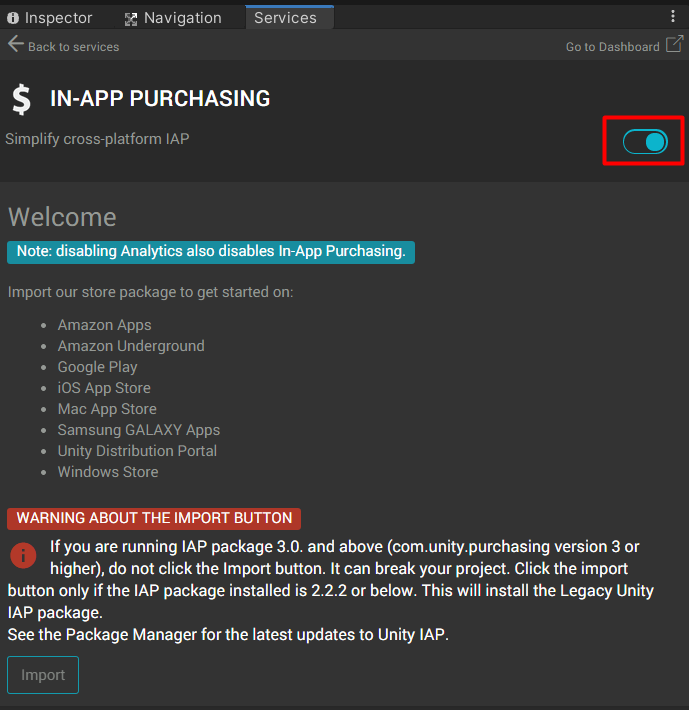 Inspector
Navigation
Services
Back to services
Go to Dashboard
$ IN-APP PURCHASING
Simplify cross-platform IAP
Welcome
Note: disabling Analytics also disables In-App Purchasing.
Import our store package to get started on:
• Amazon Apps
• Amazon Underground
• Google Play
• iOS App Store
• Mac App Store
• Samsung GALAXY Apps
• Unity Distribution Portal
• Windows Store
WARNING ABOUT THE IMPORT BUTTON
If you are running IAP package 3.0. and above (com.unity.purchasing version 3 or
higher), do not click the Import button. It can break your project. Click the import
button only if the IAP package installed is 2.2.2 or below. This will install the Legacy Unity
IAP package.
See the Package Manager for the latest updates to Unity IAP.
Import